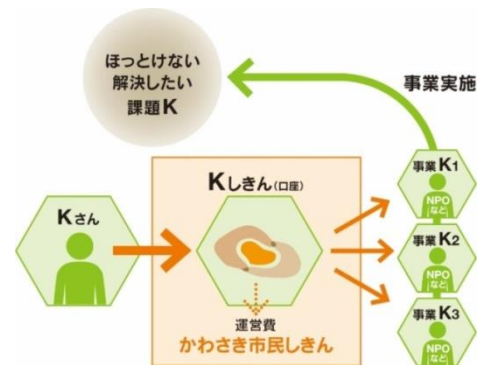 ほっとけない
解決したい
課題K
事業実施
Kしきん(口座)
Kさん
運営費
かわさき市民しきん
事業K1
NPO
など
事業K2
NPO
など
事業K3
NPO
など